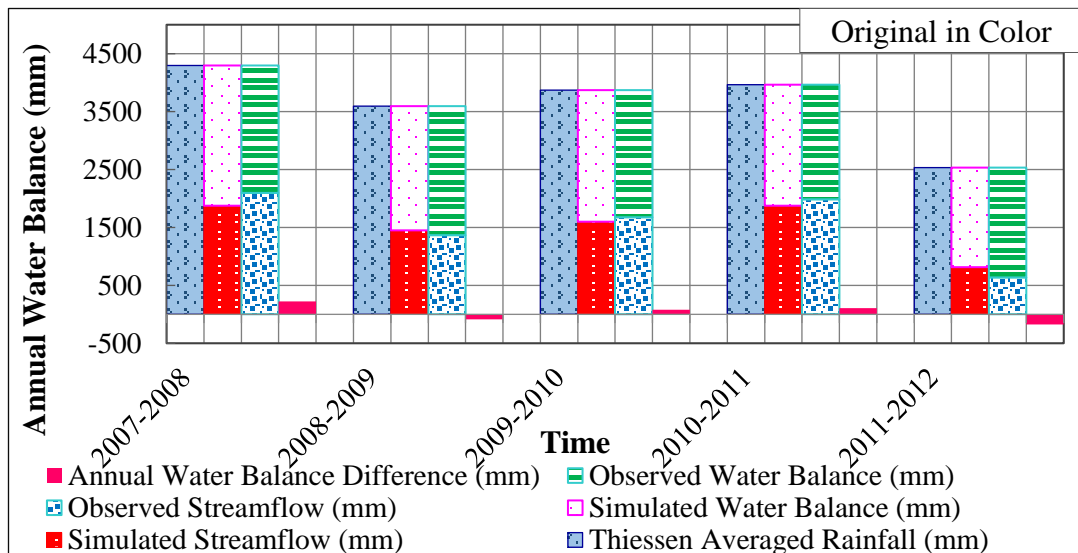 Original in Color
Annual Water Balance (mm)
4500
3500
2500
1500
500
-500
2007-2008
2008-2009
2009-2010
2010-2011
2011-2012
Time
Annual Water Balance Difference (mm)
Observed Water Balance (mm)
Observed Streamflow (mm)
Simulated Water Balance (mm)
Simulated Streamflow (mm)
Thiessen Averaged Rainfall (mm)